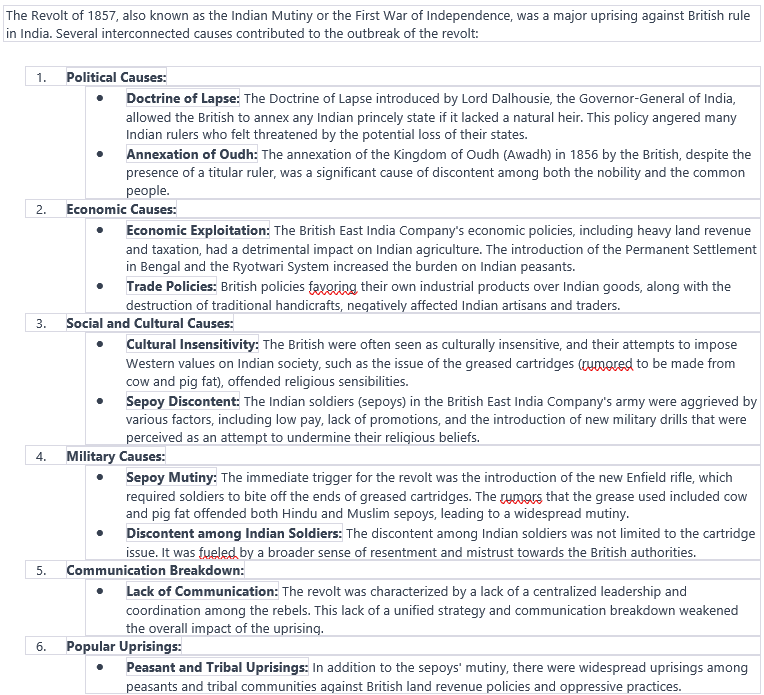 The Revolt of 1857, also known as the Indian Mutiny or the First War of Independence, was a major uprising against British rule
in India. Several interconnected causes contributed to the outbreak of the revolt:
1. Political Causes:
• Doctrine of Lapse: The Doctrine of Lapse introduced by Lord Dalhousie, the Governor-General of India,
allowed the British to annex any Indian princely state if it lacked a natural heir. This policy angered many
Indian rulers who felt threatened by the potential loss of their states.
• Annexation of Oudh: The annexation of the Kingdom of Oudh (Awadh) in 1856 by the British, despite the
presence of a titular ruler, was a significant cause of discontent among both the nobility and the common
people.
2. Economic Causes:
• Economic Exploitation: The British East India Company's economic policies, including heavy land revenue
and taxation, had a detrimental impact on Indian agriculture. The introduction of the Permanent Settlement
in Bengal and the Ryotwari System increased the burden on Indian peasants.
• Trade Policies: British policies favoring their own industrial products over Indian goods, along with the
destruction of traditional handicrafts, negatively affected Indian artisans and traders.
3. Social and Cultural Causes:
• Cultural Insensitivity: The British were often seen as culturally insensitive, and their attempts to impose
Western values on Indian society, such as the issue of the greased cartridges (rumored to be made from
cow and pig fat), offended religious sensibilities.
• Sepoy Discontent: The Indian soldiers (sepoys) in the British East India Company's army were aggrieved by
various factors, including low pay, lack of promotions, and the introduction of new military drills that were
perceived as an attempt to undermine their religious beliefs.
4. Military Causes:
• Sepoy Mutiny: The immediate trigger for the revolt was the introduction of the new Enfield rifle, which
required soldiers to bite off the ends of greased cartridges. The rumors that the grease used included cow
and pig fat offended both Hindu and Muslim sepoys, leading to a widespread mutiny.
• Discontent among Indian Soldiers: The discontent among Indian soldiers was not limited to the cartridge
issue. It was fueled by a broader sense of resentment and mistrust towards the British authorities.
5. Communication Breakdown:
• Lack of Communication: The revolt was characterized by a lack of a centralized leadership and
coordination among the rebels. This lack of a unified strategy and communication breakdown weakened
the overall impact of the uprising.
6. Popular Uprisings:
• Peasant and Tribal Uprisings: In addition to the sepoys' mutiny, there were widespread uprisings among
peasants and tribal communities against British land revenue policies and oppressive practices.